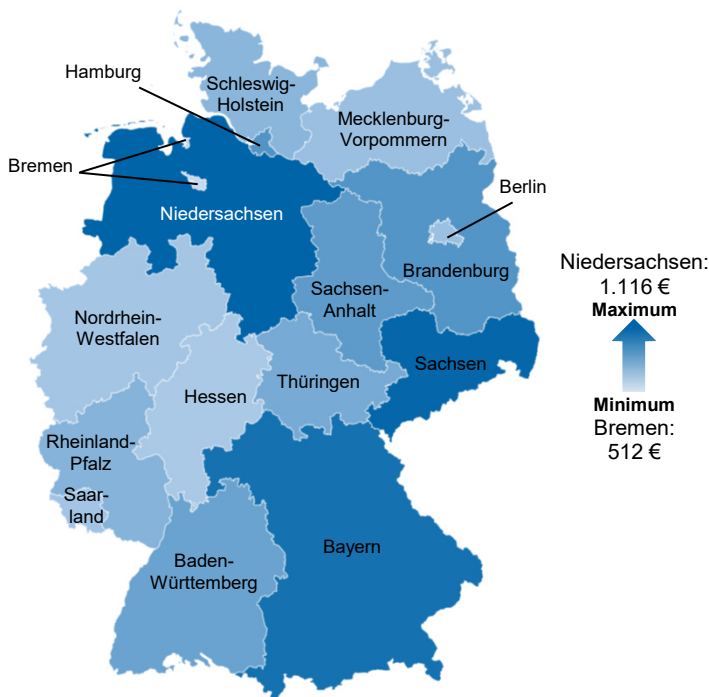 Hamburg
Schleswig-
Holstein
Mecklenburg-
Vorpommern
Bremen
Berlin
Niedersachsen
Brandenburg
Sachsen-
Anhalt
Nordrhein-
Westfalen
Sachsen
Thüringen
Hessen
Rheinland-
Pfalz
Saar-
land
Bayern
Baden-
Württemberg
Niedersachsen:
1.116 €
Maximum
Minimum
Bremen:
512 €